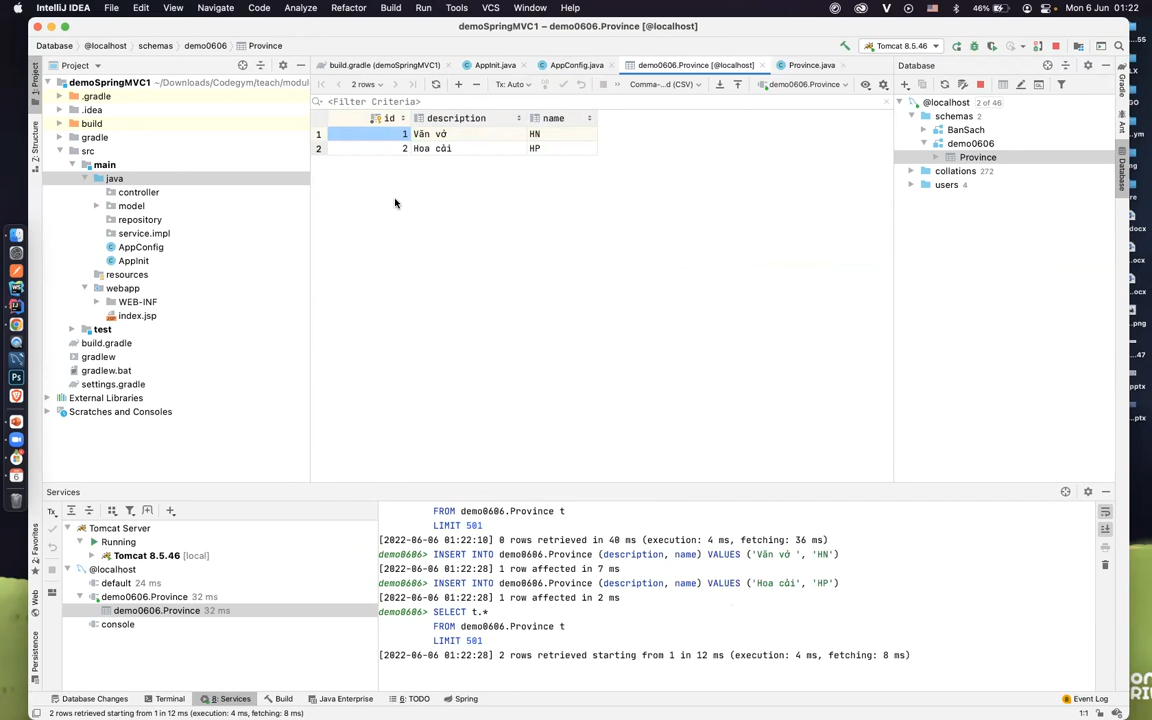 IntelliJ IDEA File Edit View Navigate Code Analyze Refactor Build Run Tools VCS Window Help 46% Mon 6 Jun 01:22
demoSpringMVC1 – demo0606.Province [@localhost]
Database @localhost schemas demo0606 Province Tomcat 8.5.46
Project build.gradle (demoSpringMVC1) AppInit.java AppConfig.java demo0606.Province [@localhost] Province.java Database
demoSpringMVC1 ~/Downloads/Codegym/teach/modul 2 rows Tx: Auto Comma-...d (CSV) demo0606.Province
.gradle <Filter Criteria> @localhost 2 of 46
.idea schemas 2
build id description name BanSach
gradle 1 1 Văn vở HN demo0606
src 2 2 Hoa cải HP Province
main collations 272
java users 4
controller
model
repository
service.impl
AppConfig
AppInit
resources
webapp
WEB-INF
index.jsp
test
build.gradle
gradlew
gradlew.bat
settings.gradle
External Libraries
Scratches and Consoles
1: Project
7: Structure
Favorites
Web
Persistence
Gradle
Ant
Database
Services
Tx
Tomcat Server
Running
Tomcat 8.5.46 [local]
@localhost
default 24 ms
demo0606.Province 32 ms
demo0606.Province 32 ms
console
FROM demo0606.Province t
LIMIT 501
[2022-06-06 01:22:10] 0 rows retrieved in 40 ms (execution: 4 ms, fetching: 36 ms)
demo0606> INSERT INTO demo0606.Province (description, name) VALUES ('Văn vở ', 'HN')
[2022-06-06 01:22:28] 1 row affected in 7 ms
demo0606> INSERT INTO demo0606.Province (description, name) VALUES ('Hoa cải', 'HP')
[2022-06-06 01:22:28] 1 row affected in 2 ms
demo0606> SELECT t.*
FROM demo0606.Province t
LIMIT 501
[2022-06-06 01:22:28] 2 rows retrieved starting from 1 in 12 ms (execution: 4 ms, fetching: 8 ms)
Database Changes Terminal 8: Services Build Java Enterprise 6: TODO Spring Event Log
2 rows retrieved starting from 1 in 12 ms (execution: 4 ms, fetching: 8 ms) 1:1